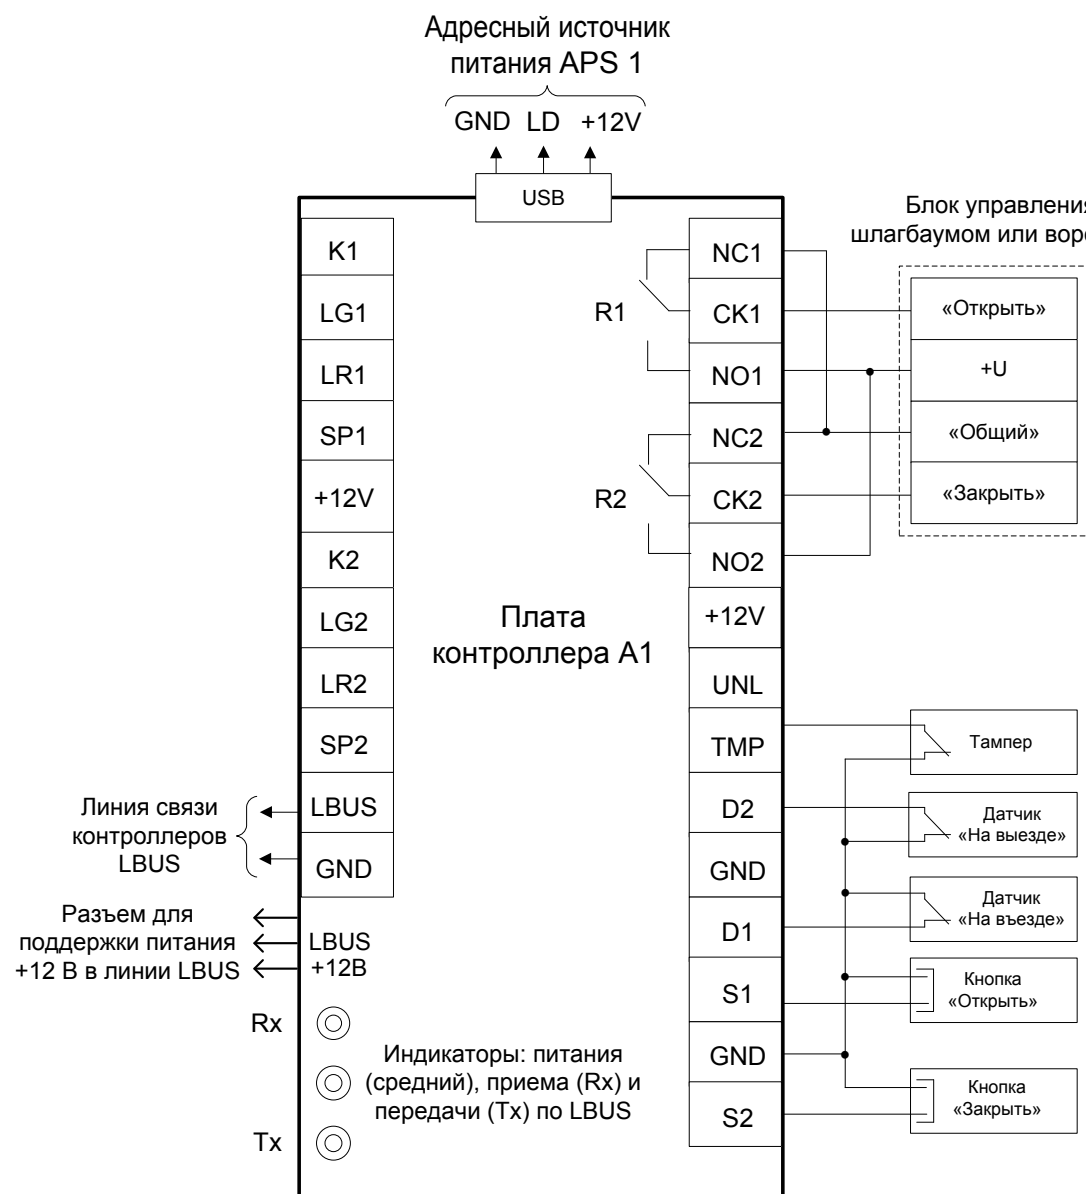 Адресный источник
питания APS 1
GND LD +12V
USB
Блок управления
шлагбаумом или
K1
LG1
LR1
SP1
+12V
K2
LG2
LR2
SP2
LBUS
GND
LBUS
+12В
Линия связи
контроллеров
LBUS
Разъем для
поддержки питания
+12 В в линии LBUS
Rx
Tx
Индикаторы: питания
(средний), приема (Rx) и
передачи (Tx) по LBUS
Плата
контроллера А1
R1
R2
NC1
CK1
NO1
NC2
CK2
NO2
+12V
UNL
TMP
D2
GND
D1
S1
GND
S2
«Открыть»
+U
«Общий»
«Закрыть»
Тампер
Датчик
«На выезде»
Датчик
«На въезде»
Кнопка
«Открыть»
Кнопка
«Закрыть»